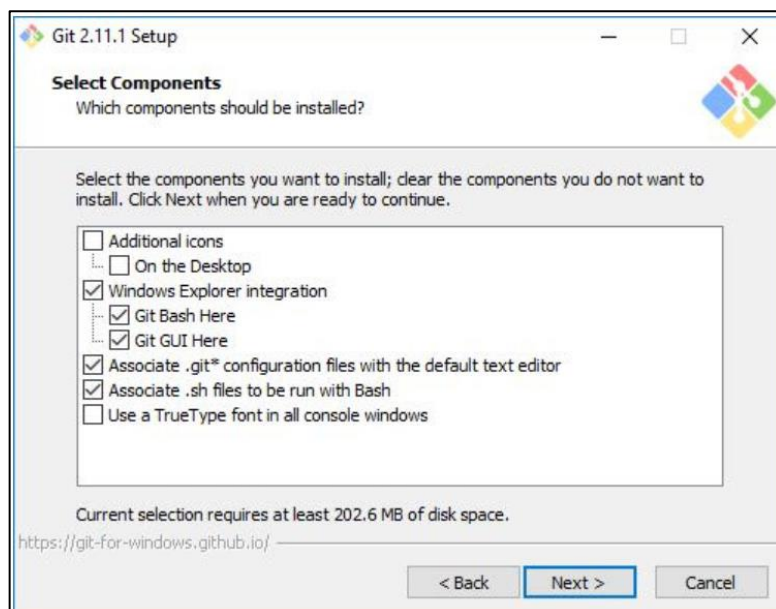 Git 2.11.1 Setup
Select Components
Which components should be installed?
Select the components you want to install; clear the components you do not want to
install. Click Next when you are ready to continue.
Additional icons
On the Desktop
Windows Explorer integration
Git Bash Here
Git GUI Here
Associate .git* configuration files with the default text editor
Associate .sh files to be run with Bash
Use a TrueType font in all console windows
Current selection requires at least 202.6 MB of disk space.
https://git-for-windows.github.io/
< Back Next > Cancel